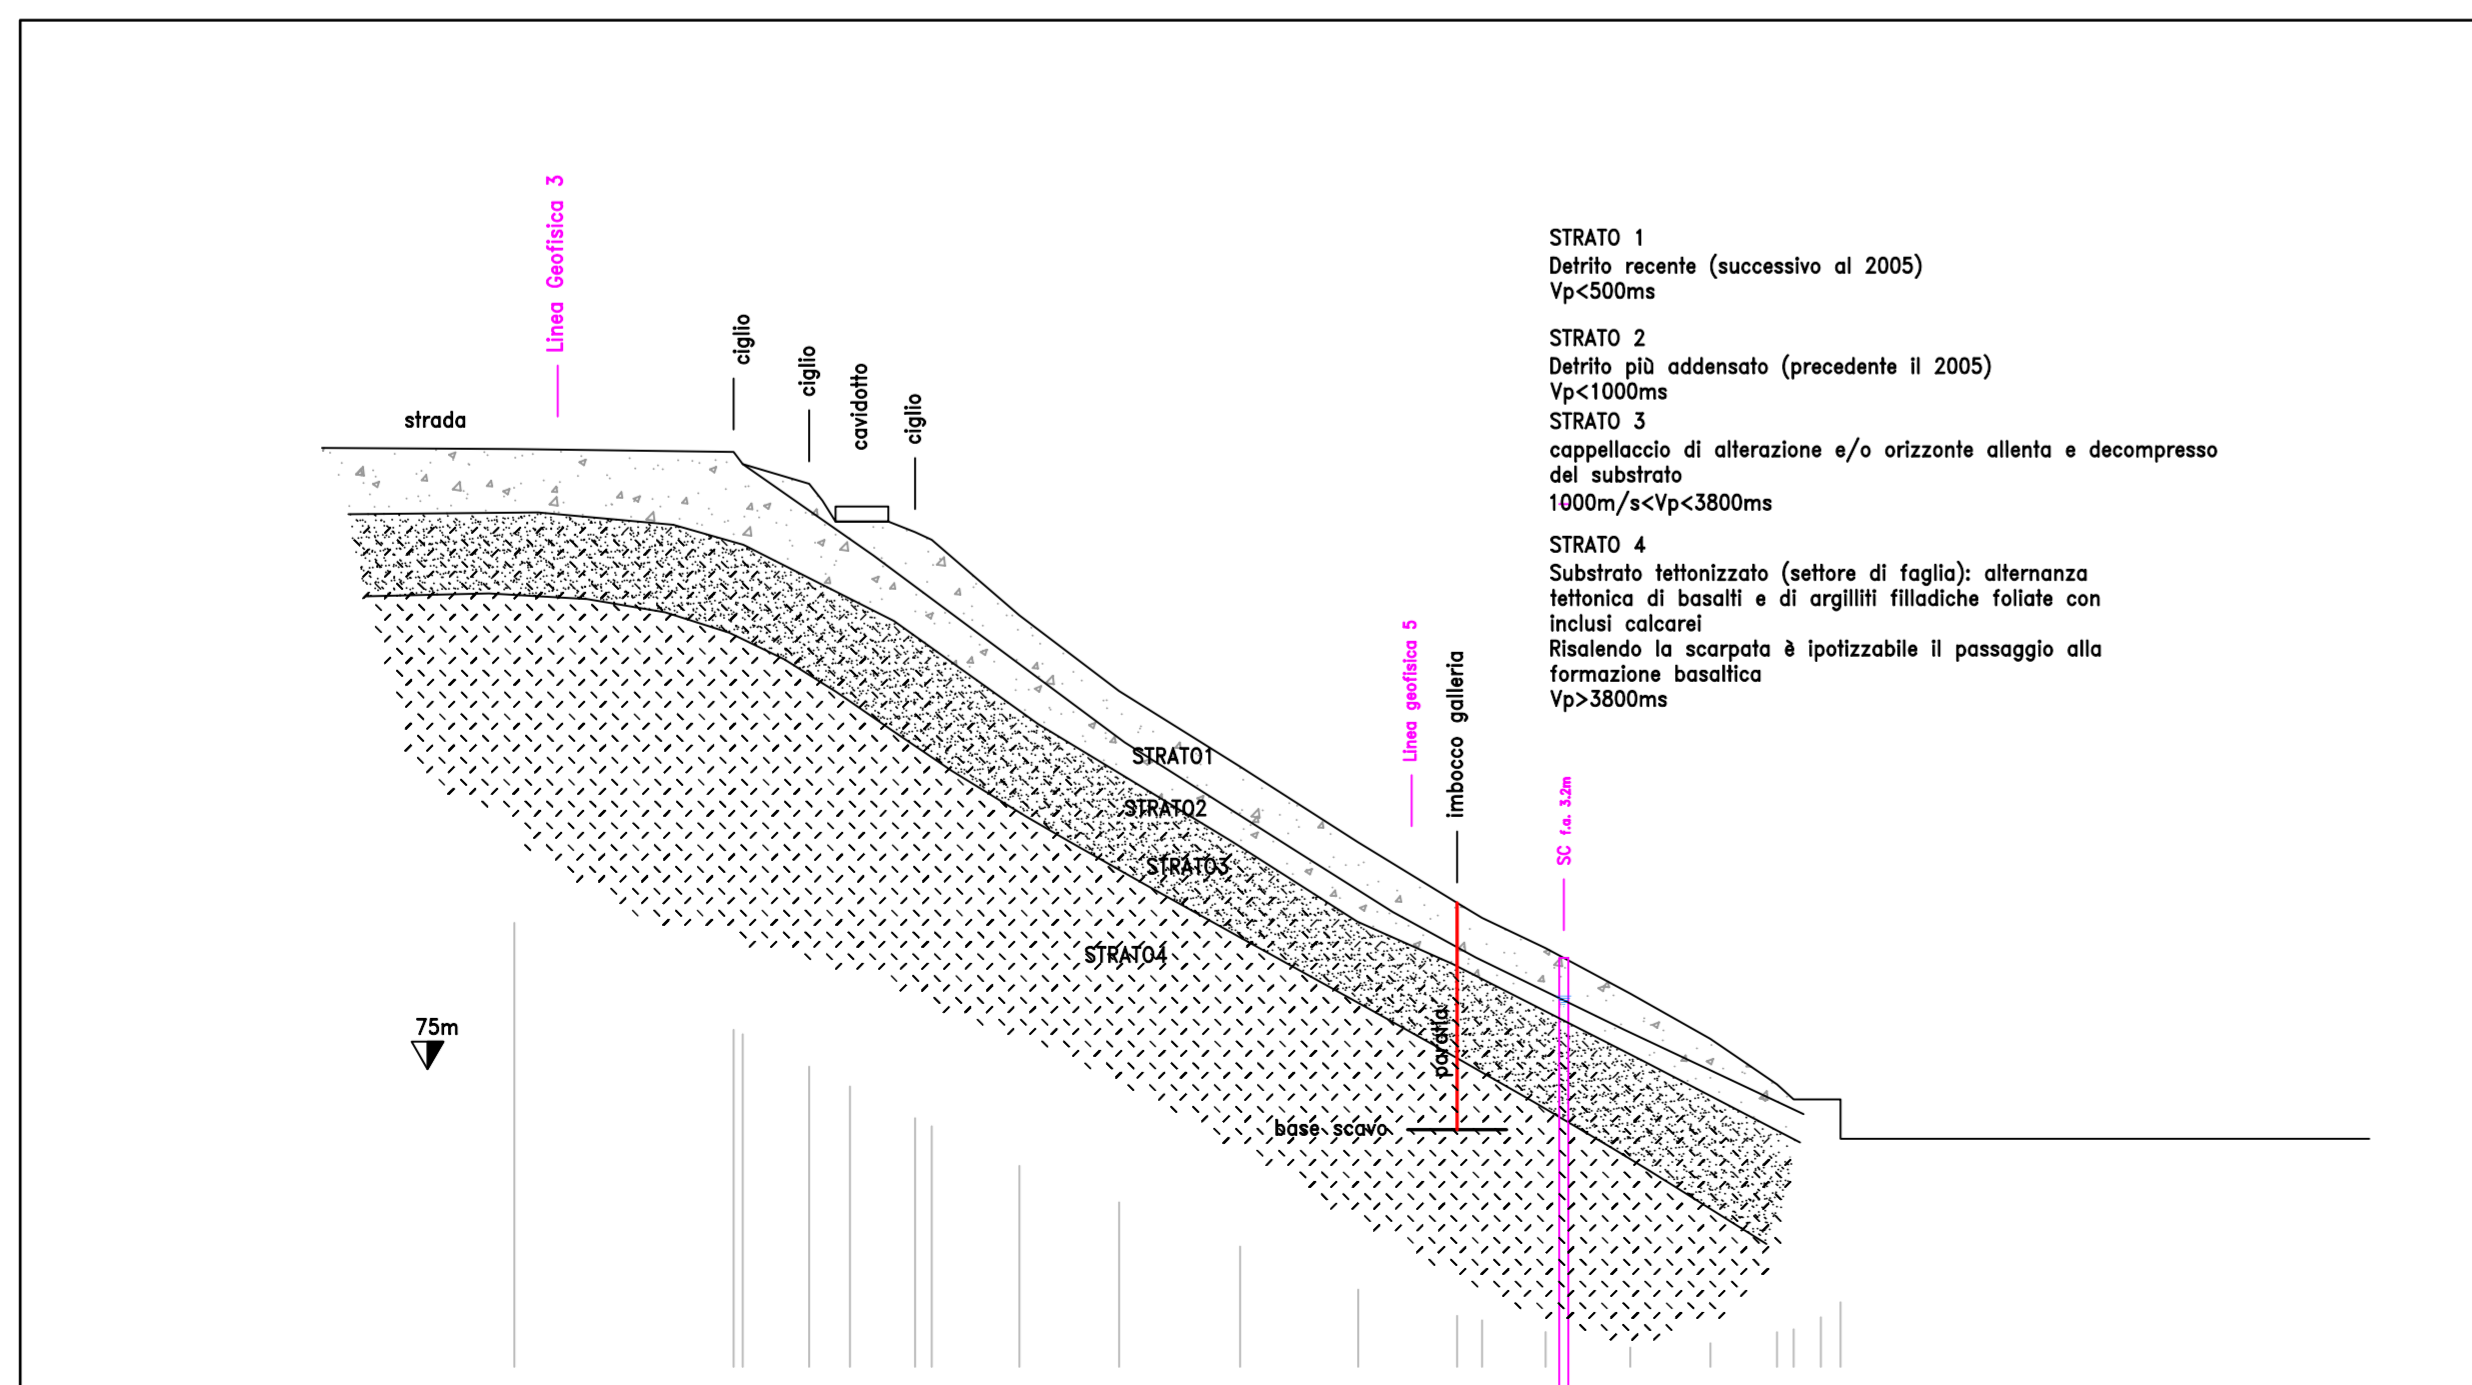 Linea Geofisica 3
ciglio
ciglio
cavidotto
ciglio
strada
STRATO 1
Detrito recente (successivo al 2005)
Vp<500ms
STRATO 2
Detrito più addensato (precedente il 2005)
Vp<1000ms
STRATO 3
cappellaccio di alterazione e/o orizzonte allenta e decompresso
del substrato
1000m/s<Vp<3800ms
STRATO 4
Substrato tettonizzato (settore di faglia): alternanza
tettonica di basalti e di argilliti filladiche foliate con
inclusi calcarei
Risalendo la scarpata è ipotizzabile il passaggio alla
formazione basaltica
Vp>3800ms
Linea geofisica 5
imbocco galleria
SC f.a. 3.2m
STRATO1
STRATO2
STRATO3
STRATO4
paratia
75m
base scavo